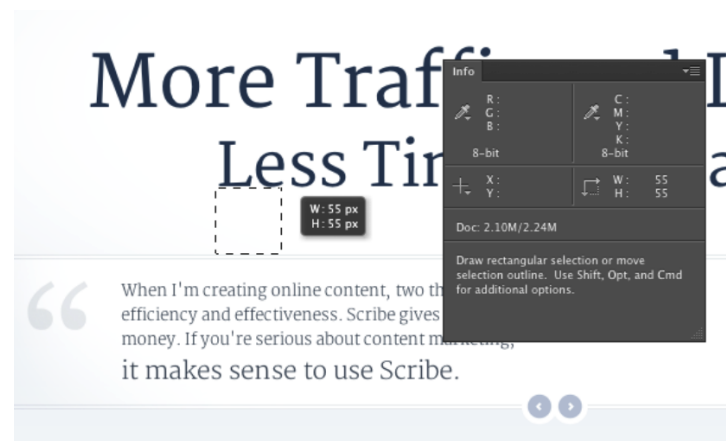 More Traff
Less Tin
W: 55 px
H: 55 px
When I'm creating online content, two th
efficiency and effectiveness. Scribe gives
money. If you're serious about content marketing,
it makes sense to use Scribe.
Info
R:
G:
B:
8-bit
C:
M:
Y:
K:
8-bit
X:
Y:
W: 55
H: 55
Doc: 2.10M/2.24M
Draw rectangular selection or move
selection outline. Use Shift, Opt, and Cmd
for additional options.